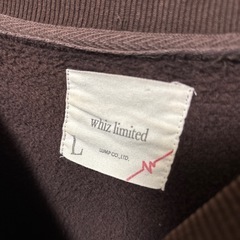 whiz limited
L
SUMP CO.,LTD.